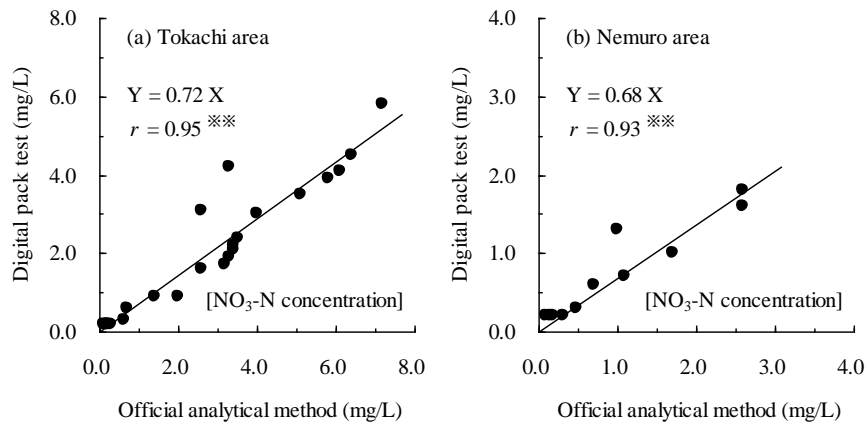 (a) Tokachi area
Y = 0.72 X
r = 0.95 ※※
[NO₃-N concentration]
Digital pack test (mg/L)
8.0
6.0
4.0
2.0
0.0
0.0 2.0 4.0 6.0 8.0
Official analytical method (mg/L)
(b) Nemuro area
Y = 0.68 X
r = 0.93 ※※
[NO₃-N concentration]
Digital pack test (mg/L)
4.0
3.0
2.0
1.0
0.0
0.0 1.0 2.0 3.0 4.0
Official analytical method (mg/L)